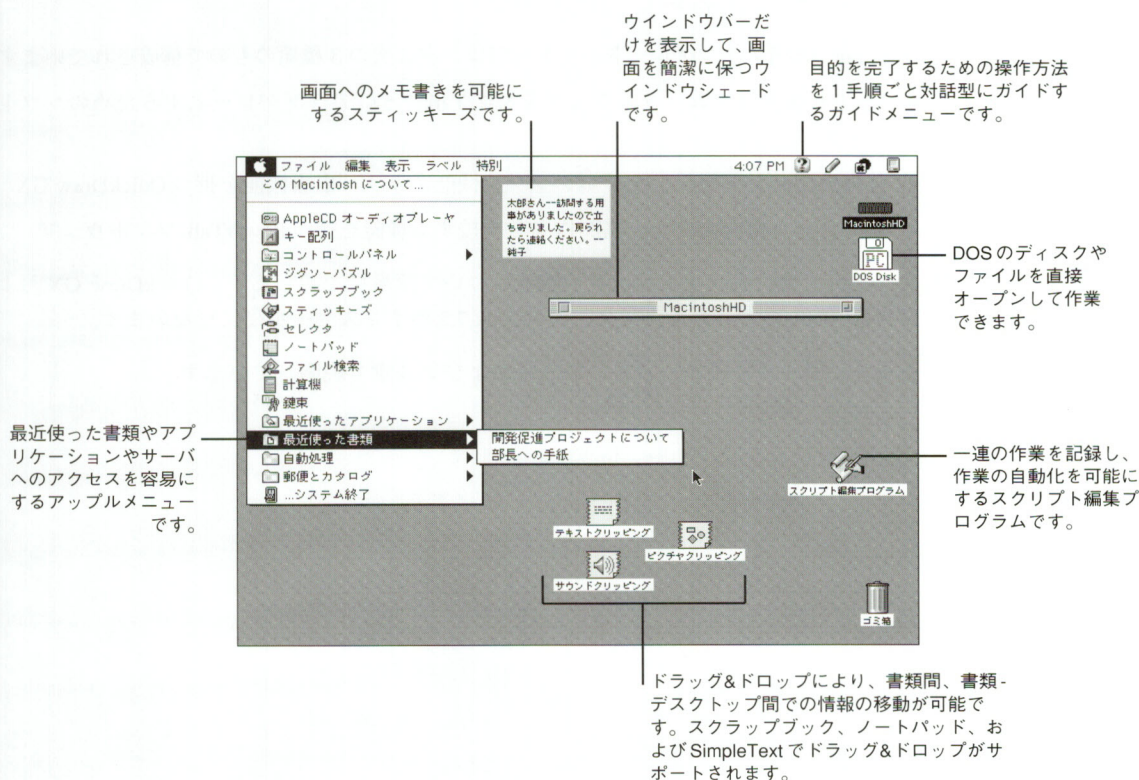 ウインドウバーだ
けを表示して、画
面を簡潔に保つウ
インドウシェード
です。
目的を完了するための操作方法
を1手順ごと対話型にガイドす
るガイドメニューです。
画面へのメモ書きを可能に
するスティッキーズです。
ファイル 編集 表示 ラベル 特別
4:07 PM
この Macintosh について...
AppleCD オーディオプレーヤ
キー配列
コントロールパネル
ジグソーパズル
スクラップブック
スティッキーズ
セレクタ
ノートパッド
ファイル検索
計算機
鍵束
最近使ったアプリケーション
最近使った書類
自動処理
郵便とカタログ
...システム終了
開発促進プロジェクトについて
部長への手紙
太郎さん--訪問する用
事がありましたので立
ち寄りました。戻られ
たら連絡ください。--
純子
MacintoshHD
PC
DOS Disk
MacintoshHD
DOSのディスクや
ファイルを直接
オープンして作業
できます。
最近使った書類やアプ
リケーションやサーバ
へのアクセスを容易に
するアップルメニュー
です。
スクリプト編集プログラム
一連の作業を記録し、
作業の自動化を可能に
するスクリプト編集プ
ログラムです。
テキストクリッピング
ピクチャクリッピング
サウンドクリッピング
ゴミ箱
ドラッグ&ドロップにより、書類間、書類-
デスクトップ間での情報の移動が可能で
す。スクラップブック、ノートパッド、お
よびSimpleTextでドラッグ&ドロップがサ
ポートされます。